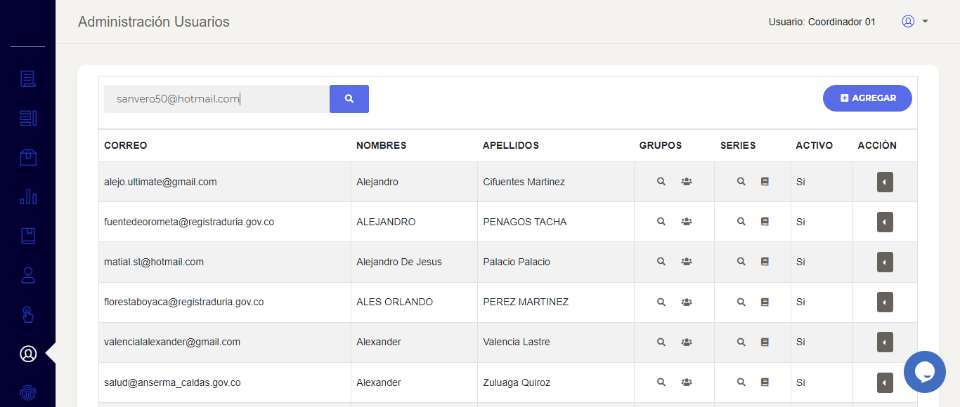 Administración Usuarios
Usuario: Coordinador 01
sanvero50@hotmail.com
AGREGAR
CORREO NOMBRES APELLIDOS GRUPOS SERIES ACTIVO ACCIÓN
alejo.ultimate@gmail.com Alejandro Cifuentes Martinez Si
fuentedeorometa@registraduria.gov.co ALEJANDRO PENAGOS TACHA Si
matial.st@hotmail.com Alejandro De Jesus Palacio Palacio Si
florestaboyaca@registraduria.gov.co ALES ORLANDO PEREZ MARTINEZ Si
valencialalexander@gmail.com Alexander Valencia Lastre Si
salud@anserma_caldas.gov.co Alexander Zuluaga Quiroz Si